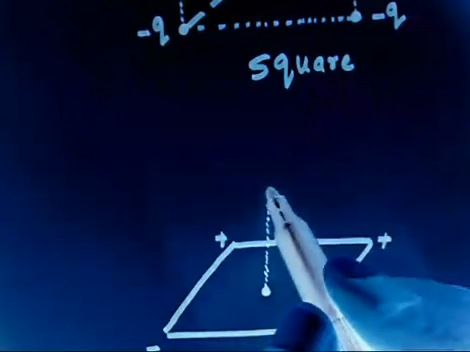 -q -q
square
+ +
-